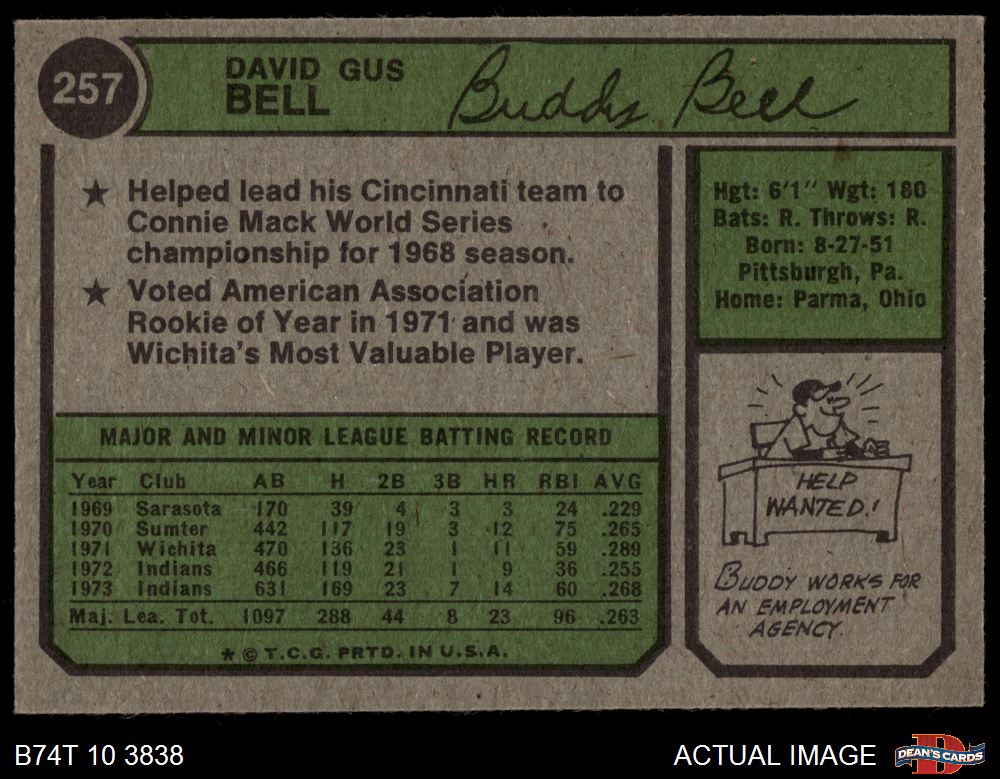 257
DAVID GUS
BELL
Buddy Bell
★ Helped lead his Cincinnati team to
Connie Mack World Series
championship for 1968 season.
★ Voted American Association
Rookie of Year in 1971 and was
Wichita's Most Valuable Player.
Hgt: 6'1" Wgt: 180
Bats: R. Throws: R.
Born: 8-27-51
Pittsburgh, Pa.
Home: Parma, Ohio
MAJOR AND MINOR LEAGUE BATTING RECORD
Year Club AB H 2B 3B HR RBI AVG
1969 Sarasota 170 39 4 3 3 24 .229
1970 Sumter 442 117 19 3 12 75 .265
1971 Wichita 470 136 23 1 11 59 .289
1972 Indians 466 119 21 1 9 36 .255
1973 Indians 631 169 23 7 14 60 .268
Maj. Lea. Tot. 1097 288 44 8 23 96 .263
* © T.C.G. PRTD. IN U.S.A.
HELP
WANTED!
BUDDY WORKS FOR
AN EMPLOYMENT
AGENCY.
B74T 10 3838
ACTUAL IMAGE
D
DEAN'S CARDS